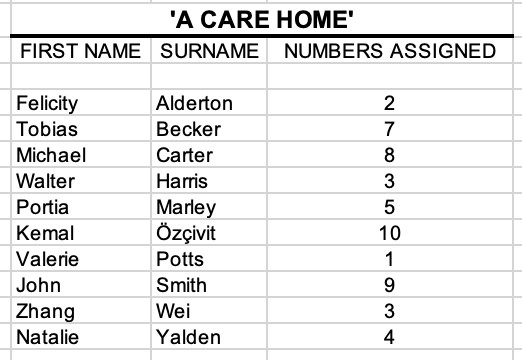 'A CARE HOME'
FIRST NAME SURNAME NUMBERS ASSIGNED
Felicity Alderton 2
Tobias Becker 7
Michael Carter 8
Walter Harris 3
Portia Marley 5
Kemal Özçivit 10
Valerie Potts 1
John Smith 9
Zhang Wei 3
Natalie Yalden 4